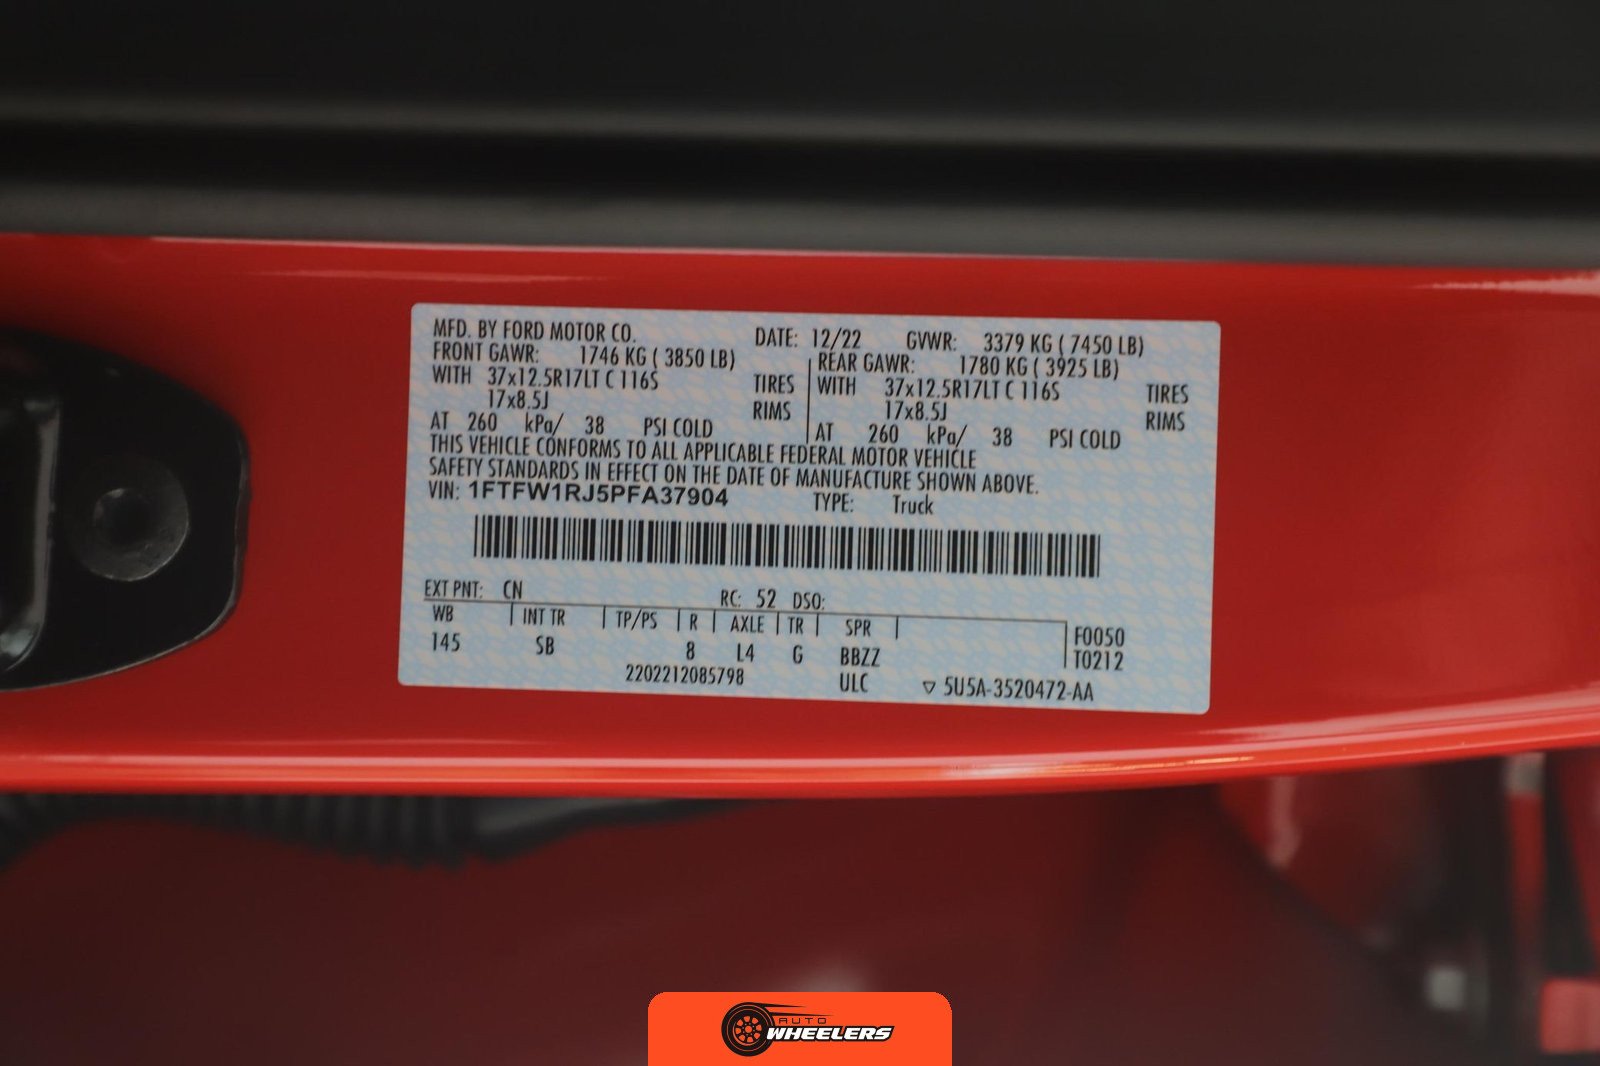 MFD. BY FORD MOTOR CO. DATE: 12/22 GVWR: 3379 KG ( 7450 LB)
FRONT GAWR: 1746 KG ( 3850 LB) REAR GAWR: 1780 KG ( 3925 LB)
WITH 37x12.5R17LT C 116S TIRES WITH 37x12.5R17LT C 116S TIRES
17x8.5J RIMS 17x8.5J RIMS
AT 260 kPa/ 38 PSI COLD AT 260 kPa/ 38 PSI COLD
THIS VEHICLE CONFORMS TO ALL APPLICABLE FEDERAL MOTOR VEHICLE
SAFETY STANDARDS IN EFFECT ON THE DATE OF MANUFACTURE SHOWN ABOVE.
VIN: 1FTFW1RJ5PFA37904 TYPE: Truck
EXT PNT: CN RC: 52 DSO:
WB INT TR TP/PS R AXLE TR SPR F0050
145 SB 8 L4 G BBZZ T0212
2202212085798 ULC ▽ 5U5A-3520472-AA
AUTO
WHEELERS